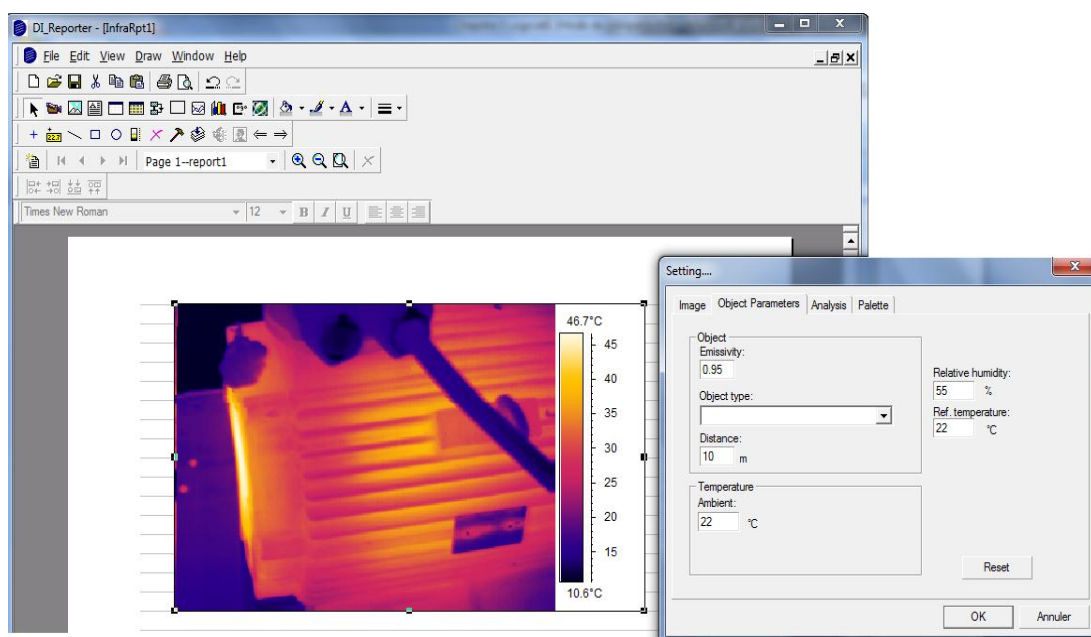 DI_Reporter - [InfraRpt1]
File Edit View Draw Window Help
22.7
Page 1--report1
Times New Roman 12 B I U
46.7°C
45
40
35
30
25
20
15
10.6°C
Setting....
Image Object Parameters Analysis Palette
Object
Emissivity:
0.95
Object type:
Distance:
10 m
Temperature
Ambient:
22 °C
Relative humidity:
55 %
Ref. temperature:
22 °C
Reset
OK Annuler